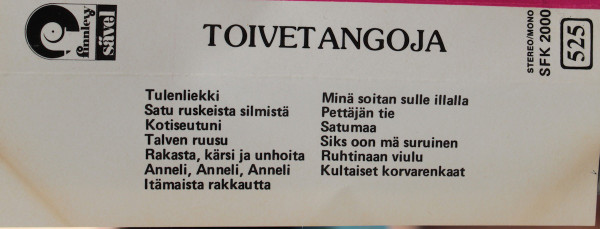 finnlevy
sävel
TOIVETANGOJA
STEREO/MONO
SFK 2000
525
Tulenliekki
Satu ruskeista silmistä
Kotiseutuni
Talven ruusu
Rakasta, kärsi ja unhoita
Anneli, Anneli, Anneli
Itämaista rakkautta
Minä soitan sulle illalla
Pettäjän tie
Satumaa
Siks oon mä suruinen
Ruhtinaan viulu
Kultaiset korvarenkaat